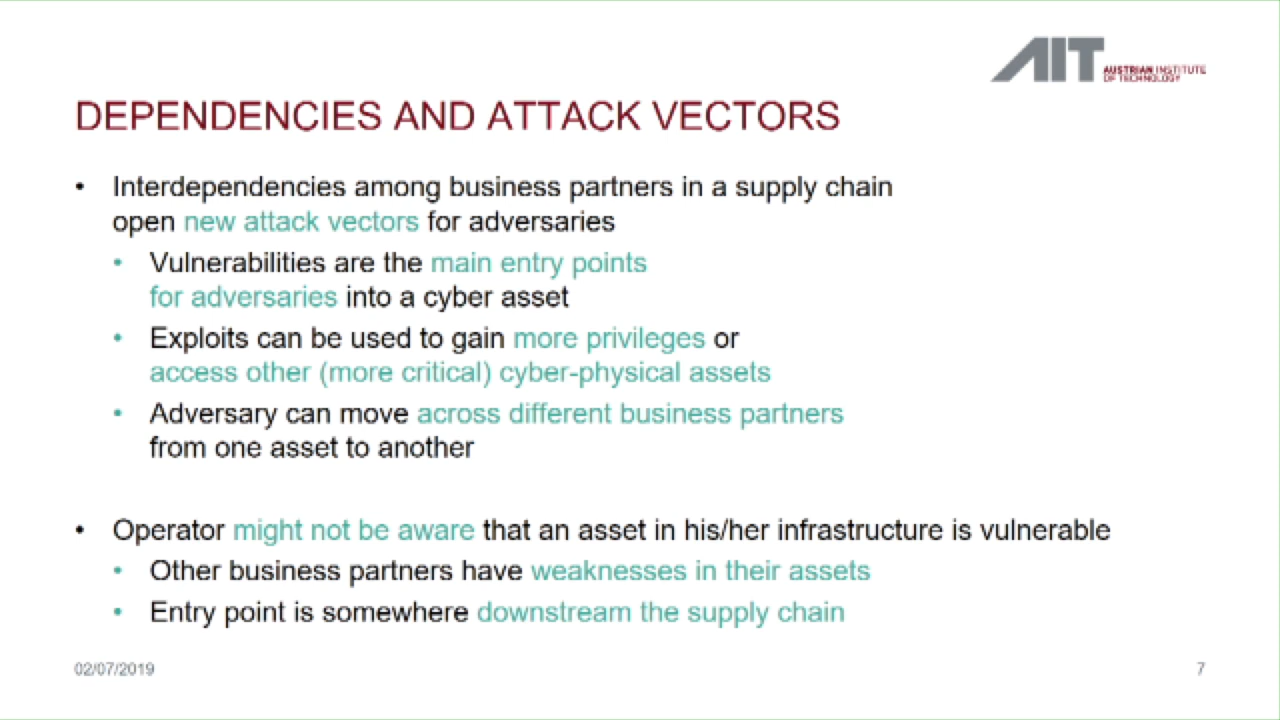 AIT AUSTRIAN INSTITUTE
OF TECHNOLOGY
DEPENDENCIES AND ATTACK VECTORS
• Interdependencies among business partners in a supply chain
open new attack vectors for adversaries
• Vulnerabilities are the main entry points
for adversaries into a cyber asset
• Exploits can be used to gain more privileges or
access other (more critical) cyber-physical assets
• Adversary can move across different business partners
from one asset to another
• Operator might not be aware that an asset in his/her infrastructure is vulnerable
• Other business partners have weaknesses in their assets
• Entry point is somewhere downstream the supply chain
02/07/2019
7